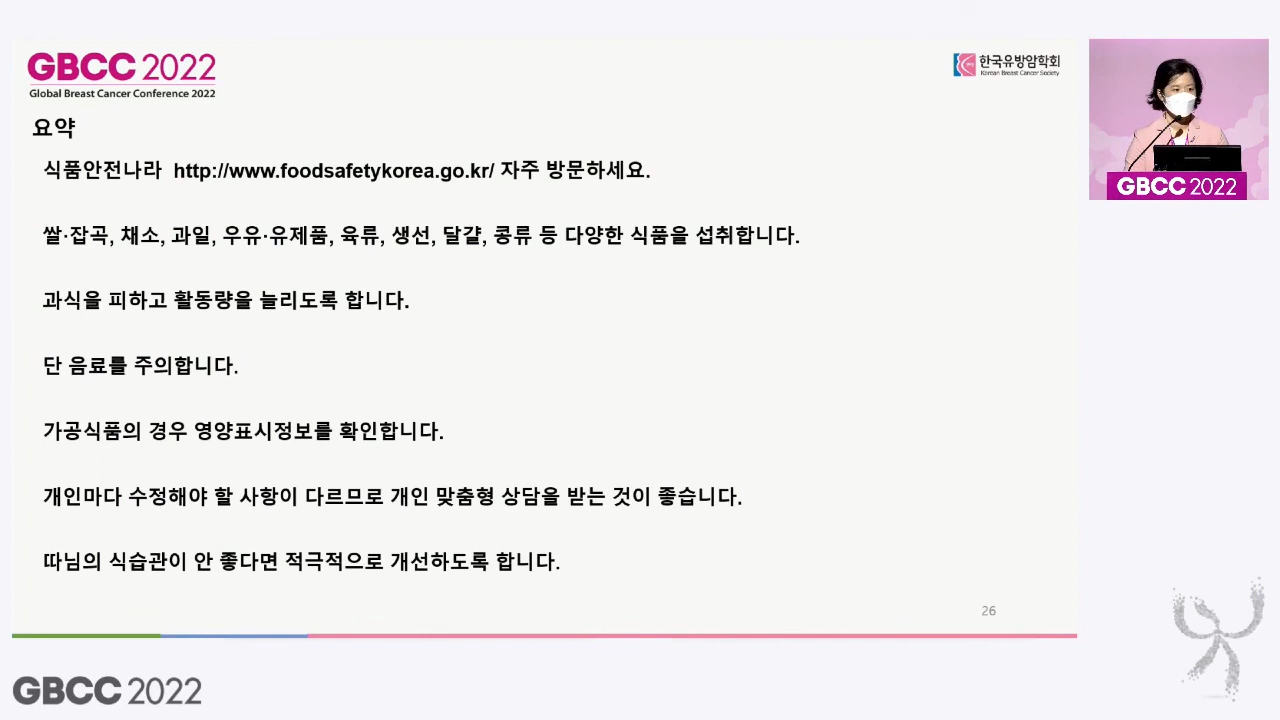 GBCC 2022
Global Breast Cancer Conference 2022
한국유방암학회
Korean Breast Cancer Society
요약
식품안전나라 http://www.foodsafetykorea.go.kr/ 자주 방문하세요.
쌀·잡곡, 채소, 과일, 우유·유제품, 육류, 생선, 달걀, 콩류 등 다양한 식품을 섭취합니다.
과식을 피하고 활동량을 늘리도록 합니다.
단 음료를 주의합니다.
가공식품의 경우 영양표시정보를 확인합니다.
개인마다 수정해야 할 사항이 다르므로 개인 맞춤형 상담을 받는 것이 좋습니다.
따님의 식습관이 안 좋다면 적극적으로 개선하도록 합니다.
26
GBCC 2022
GBCC 2022